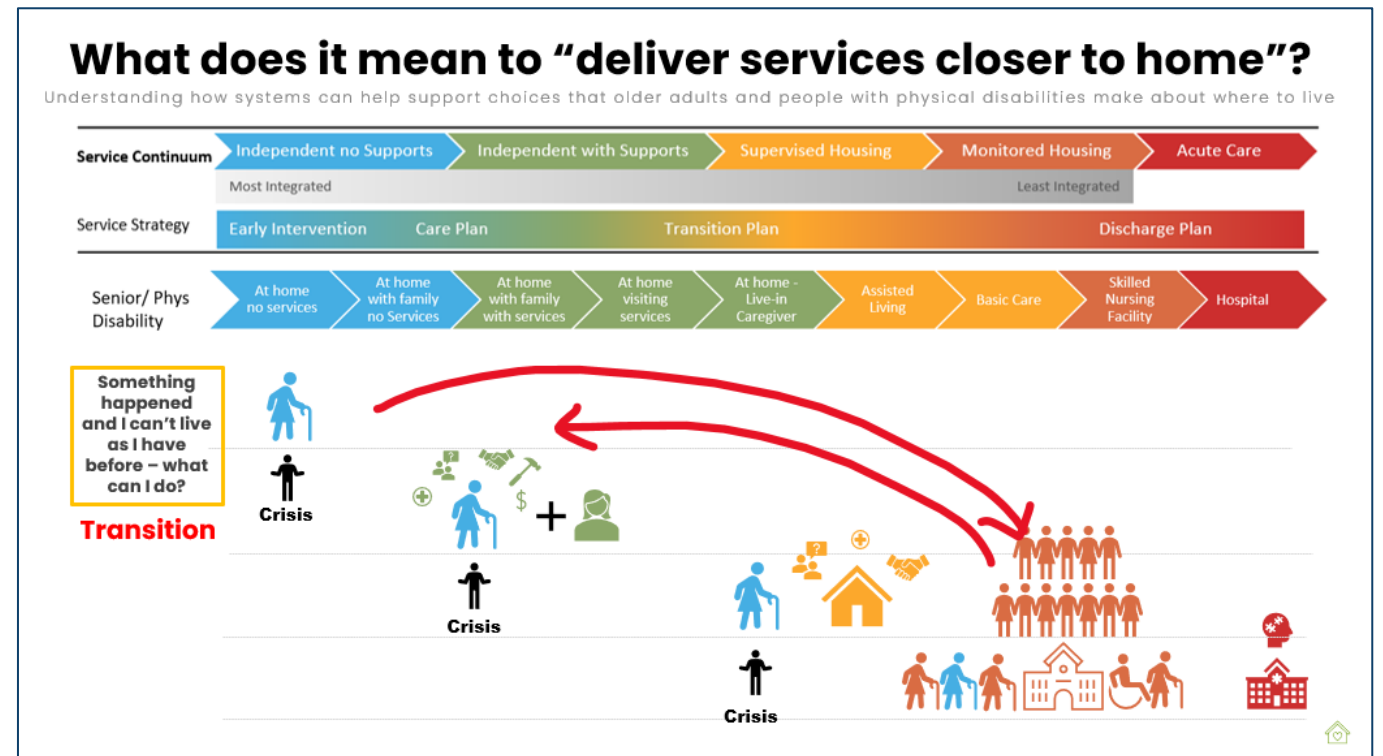 What does it mean to “deliver services closer to home”?
Understanding how systems can help support choices that older adults and people with physical disabilities make about where to live
Service Continuum
Independent no Supports
Independent with Supports
Supervised Housing
Monitored Housing
Acute Care
Most Integrated
Least Integrated
Service Strategy
Early Intervention
Care Plan
Transition Plan
Discharge Plan
Senior/ Phys
Disability
At home
no services
At home
with family
no Services
At home
with family
with services
At home
visiting
services
At home -
Live-in
Caregiver
Assisted
Living
Basic Care
Skilled
Nursing
Facility
Hospital
Something
happened
and I can’t live
as I have
before – what
can I do?
Transition
Crisis
?
$
+
Crisis
?
Crisis